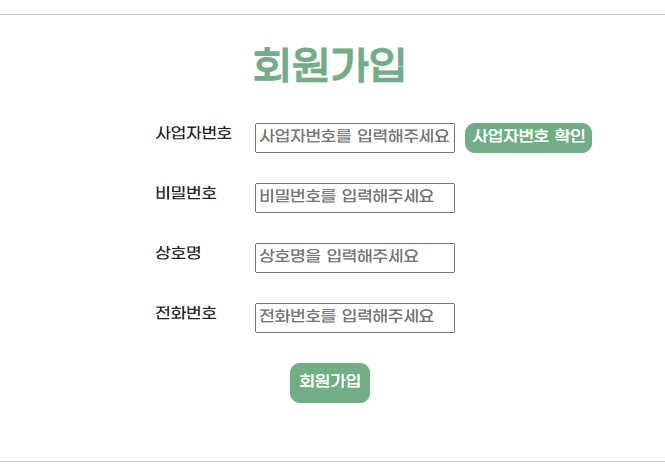 회원가입
사업자번호 사업자번호를 입력해주세요 사업자번호 확인
비밀번호 비밀번호를 입력해주세요
상호명 상호명을 입력해주세요
전화번호 전화번호를 입력해주세요
회원가입